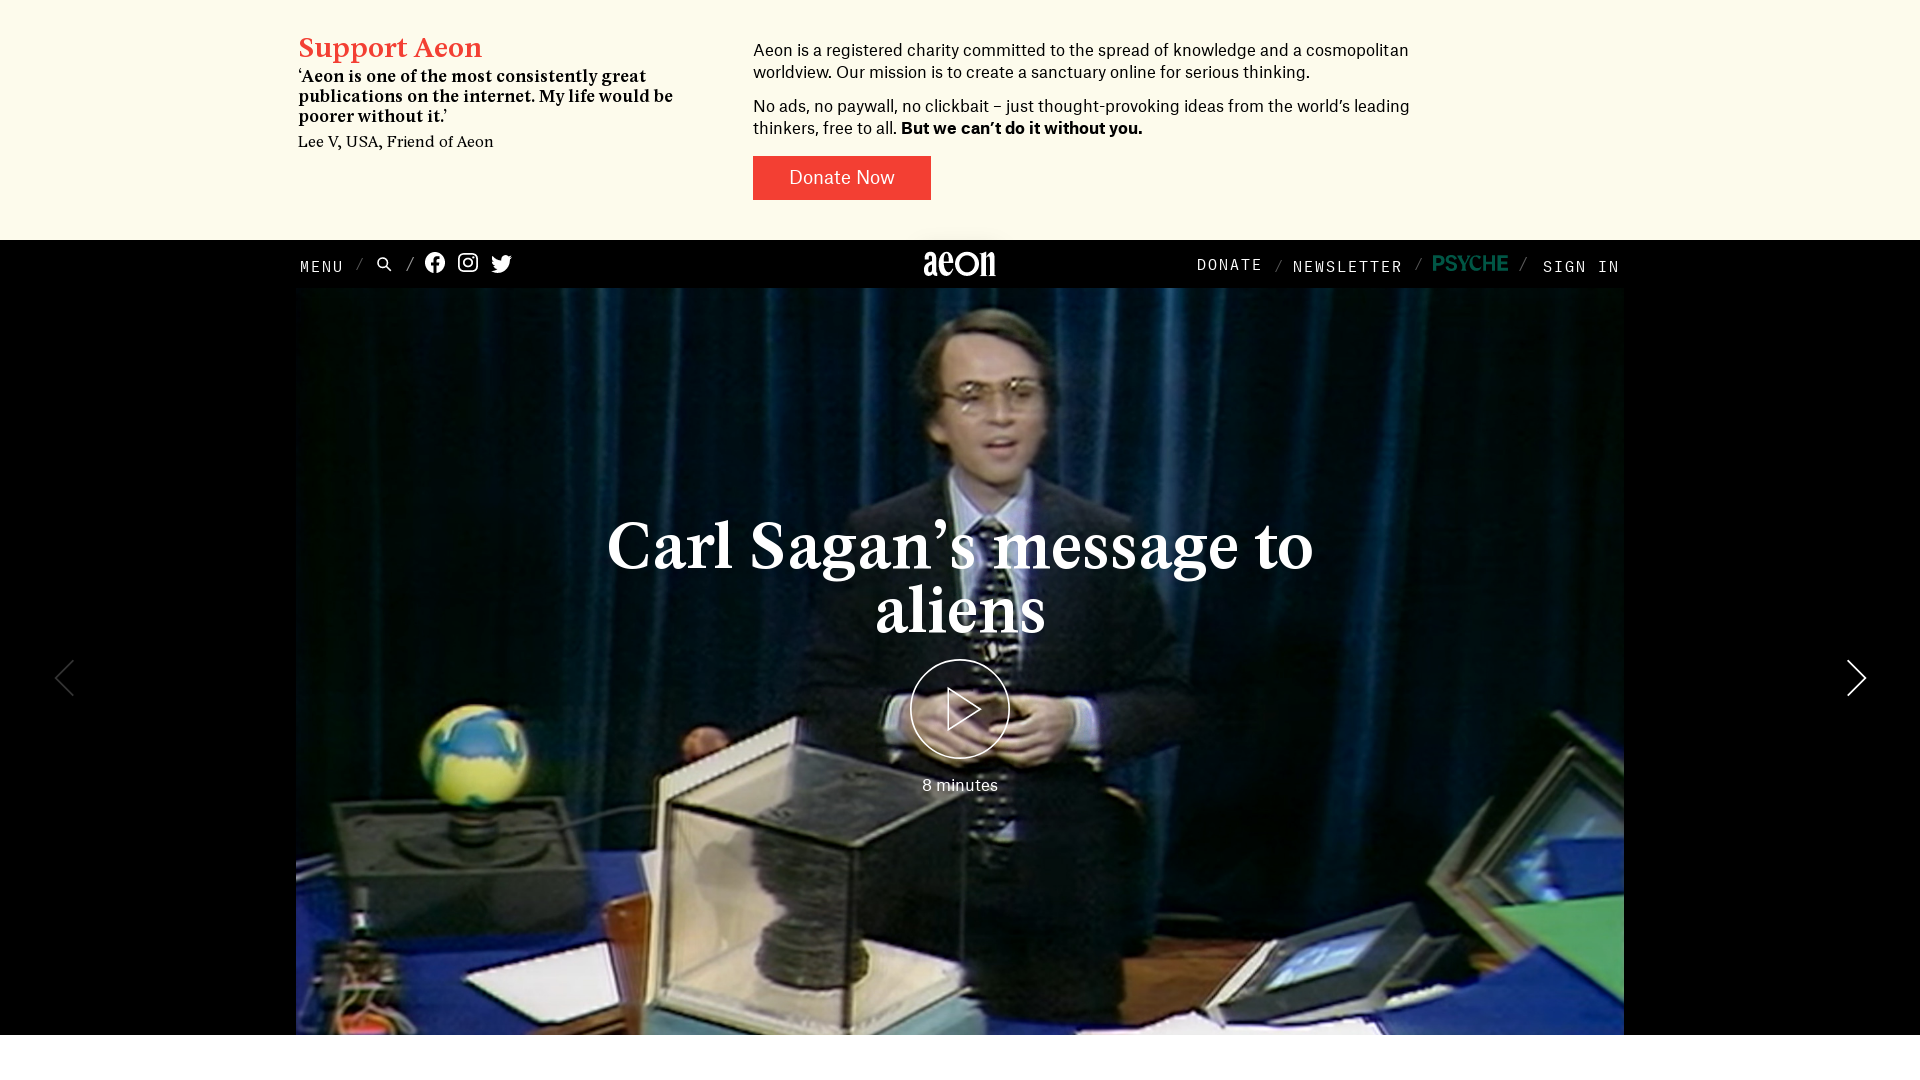 Support Aeon
‘Aeon is one of the most consistently great
publications on the internet. My life would be
poorer without it.’
Lee V, USA, Friend of Aeon
Aeon is a registered charity committed to the spread of knowledge and a cosmopolitan
worldview. Our mission is to create a sanctuary online for serious thinking.
No ads, no paywall, no clickbait – just thought-provoking ideas from the world’s leading
thinkers, free to all. But we can’t do it without you.
Donate Now
MENU / / aeon DONATE / NEWSLETTER / PSYCHE / SIGN IN
Carl Sagan’s message to
aliens
8 minutes